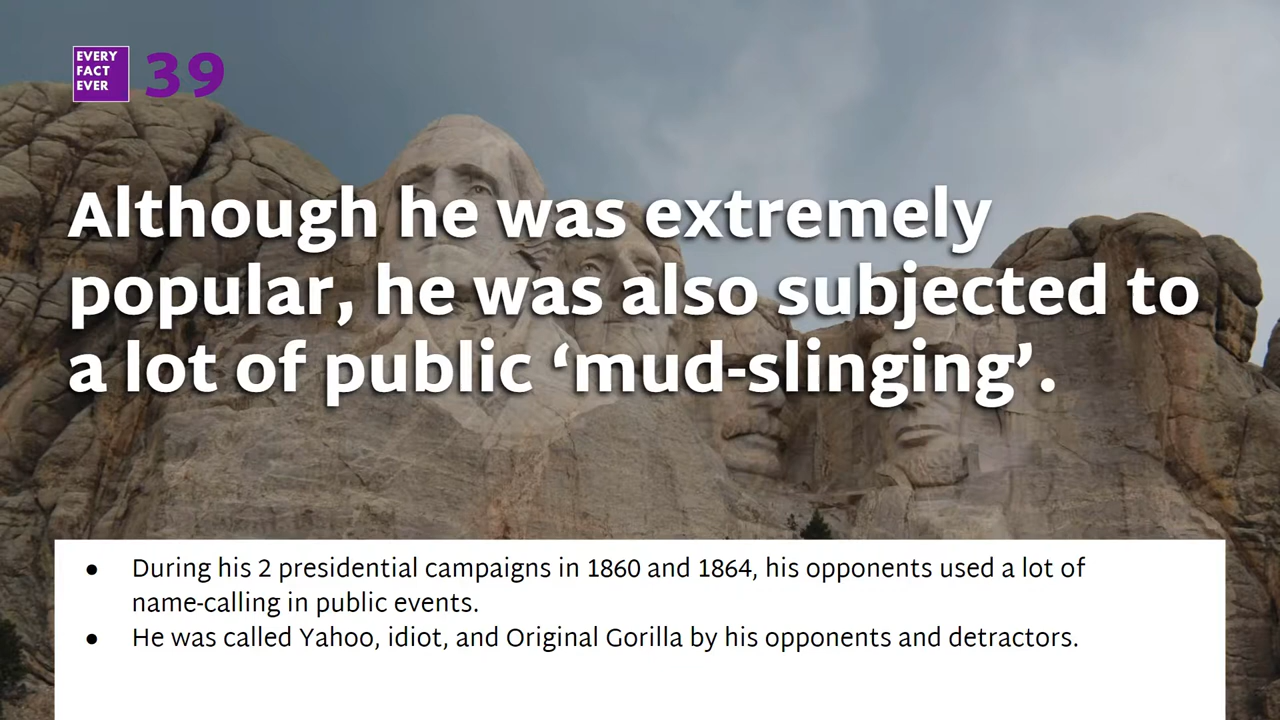 EVERY
FACT
EVER
39
Although he was extremely
popular, he was also subjected to
a lot of public ‘mud-slinging’.
● During his 2 presidential campaigns in 1860 and 1864, his opponents used a lot of
name-calling in public events.
● He was called Yahoo, idiot, and Original Gorilla by his opponents and detractors.